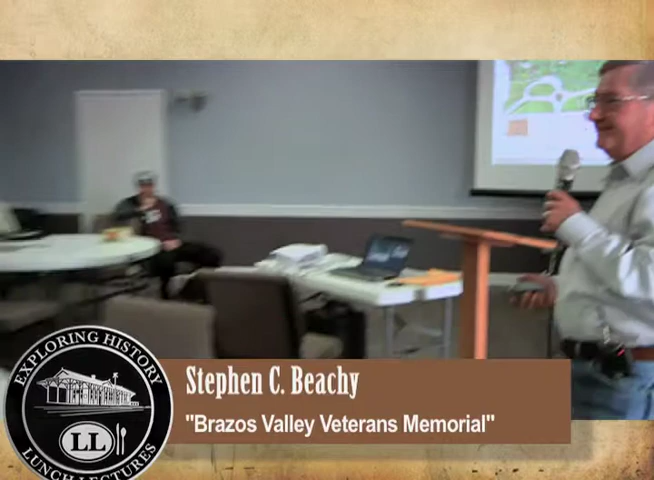 Stephen C. Beachy
"Brazos Valley Veterans Memorial"
EXPLORING HISTORY
LL
LUNCH LECTURES